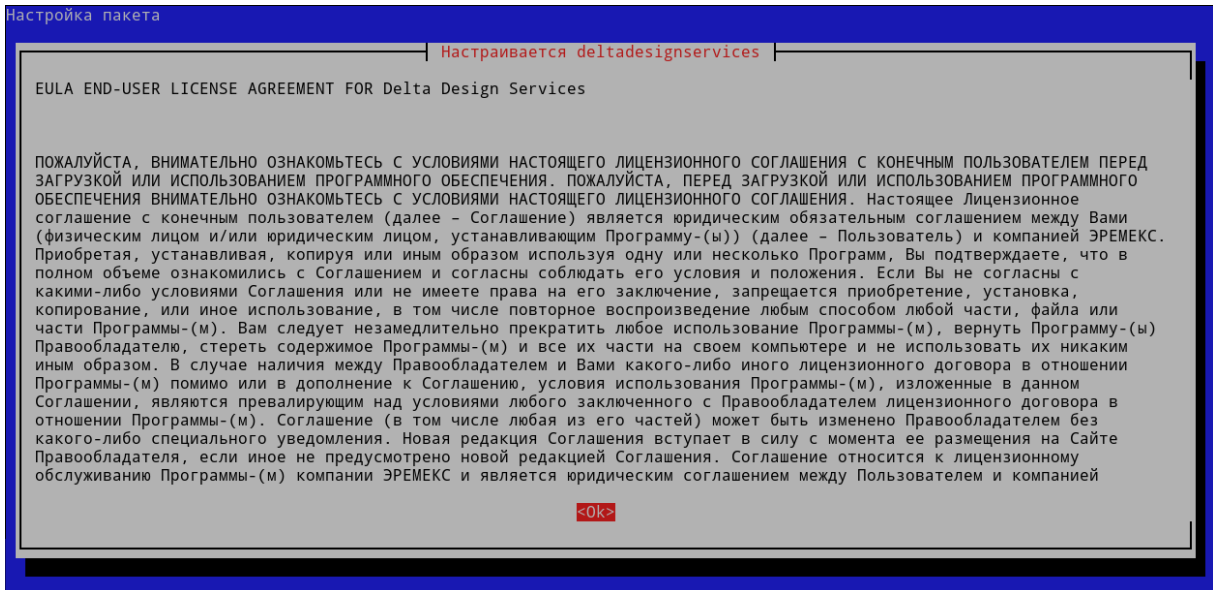 Настройка пакета
Настраивается deltadesignservices
EULA END-USER LICENSE AGREEMENT FOR Delta Design Services
ПОЖАЛУЙСТА, ВНИМАТЕЛЬНО ОЗНАКОМЬТЕСЬ С УСЛОВИЯМИ НАСТОЯЩЕГО ЛИЦЕНЗИОННОГО СОГЛАШЕНИЯ С КОНЕЧНЫМ ПОЛЬЗОВАТЕЛЕМ ПЕРЕД
ЗАГРУЗКОЙ ИЛИ ИСПОЛЬЗОВАНИЕМ ПРОГРАММНОГО ОБЕСПЕЧЕНИЯ. ПОЖАЛУЙСТА, ПЕРЕД ЗАГРУЗКОЙ ИЛИ ИСПОЛЬЗОВАНИЕМ ПРОГРАММНОГО
ОБЕСПЕЧЕНИЯ ВНИМАТЕЛЬНО ОЗНАКОМЬТЕСЬ С УСЛОВИЯМИ НАСТОЯЩЕГО ЛИЦЕНЗИОННОГО СОГЛАШЕНИЯ. Настоящее Лицензионное
соглашение с конечным пользователем (далее – Соглашение) является юридическим обязательным соглашением между Вами
(физическим лицом и/или юридическим лицом, устанавливающим Программу-(ы)) (далее – Пользователь) и компанией ЭРЕМЕКС.
Приобретая, устанавливая, копируя или иным образом используя одну или несколько Программ, Вы подтверждаете, что в
полном объеме ознакомились с Соглашением и согласны соблюдать его условия и положения. Если Вы не согласны с
какими-либо условиями Соглашения или не имеете права на его заключение, запрещается приобретение, установка,
копирование, или иное использование, в том числе повторное воспроизведение любым способом любой части, файла или
части Программы-(м). Вам следует незамедлительно прекратить любое использование Программы-(м), вернуть Программу-(ы)
Правообладателю, стереть содержимое Программы-(м) и все их части на своем компьютере и не использовать их никаким
иным образом. В случае наличия между Правообладателем и Вами какого-либо иного лицензионного договора в отношении
Программы-(м) помимо или в дополнение к Соглашению, условия использования Программы-(м), изложенные в данном
Соглашении, являются превалирующим над условиями любого заключенного с Правообладателем лицензионного договора в
отношении Программы-(м). Соглашение (в том числе любая из его частей) может быть изменено Правообладателем без
какого-либо специального уведомления. Новая редакция Соглашения вступает в силу с момента ее размещения на Сайте
Правообладателя, если иное не предусмотрено новой редакцией Соглашения. Соглашение относится к лицензионному
обслуживанию Программы-(м) компании ЭРЕМЕКС и является юридическим соглашением между Пользователем и компанией
<Ok>